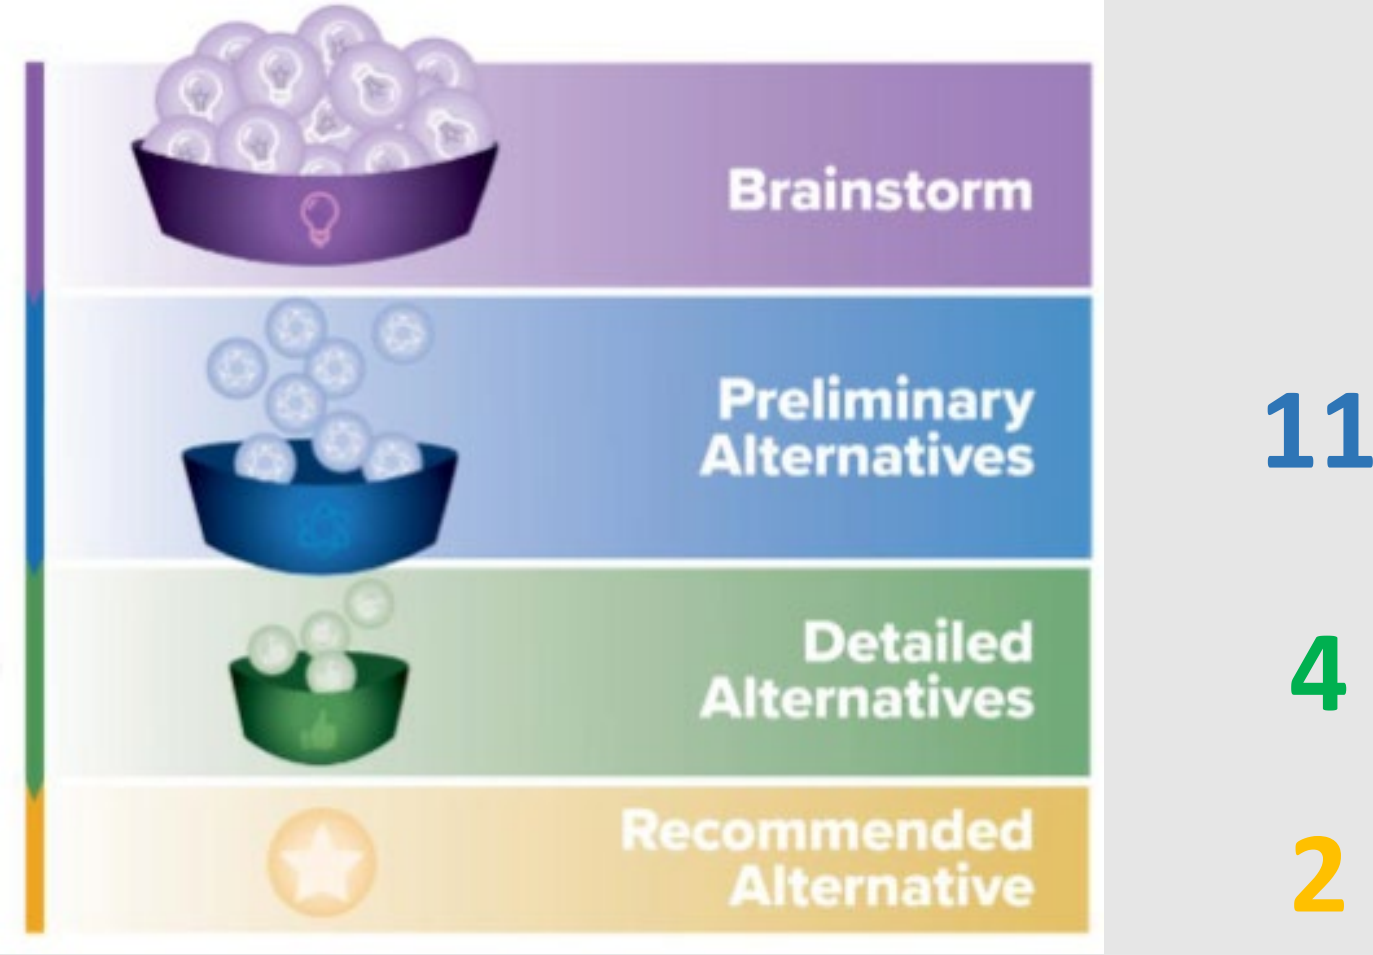 Brainstorm
Preliminary
Alternatives
11
Detailed
Alternatives
4
Recommended
Alternative
2